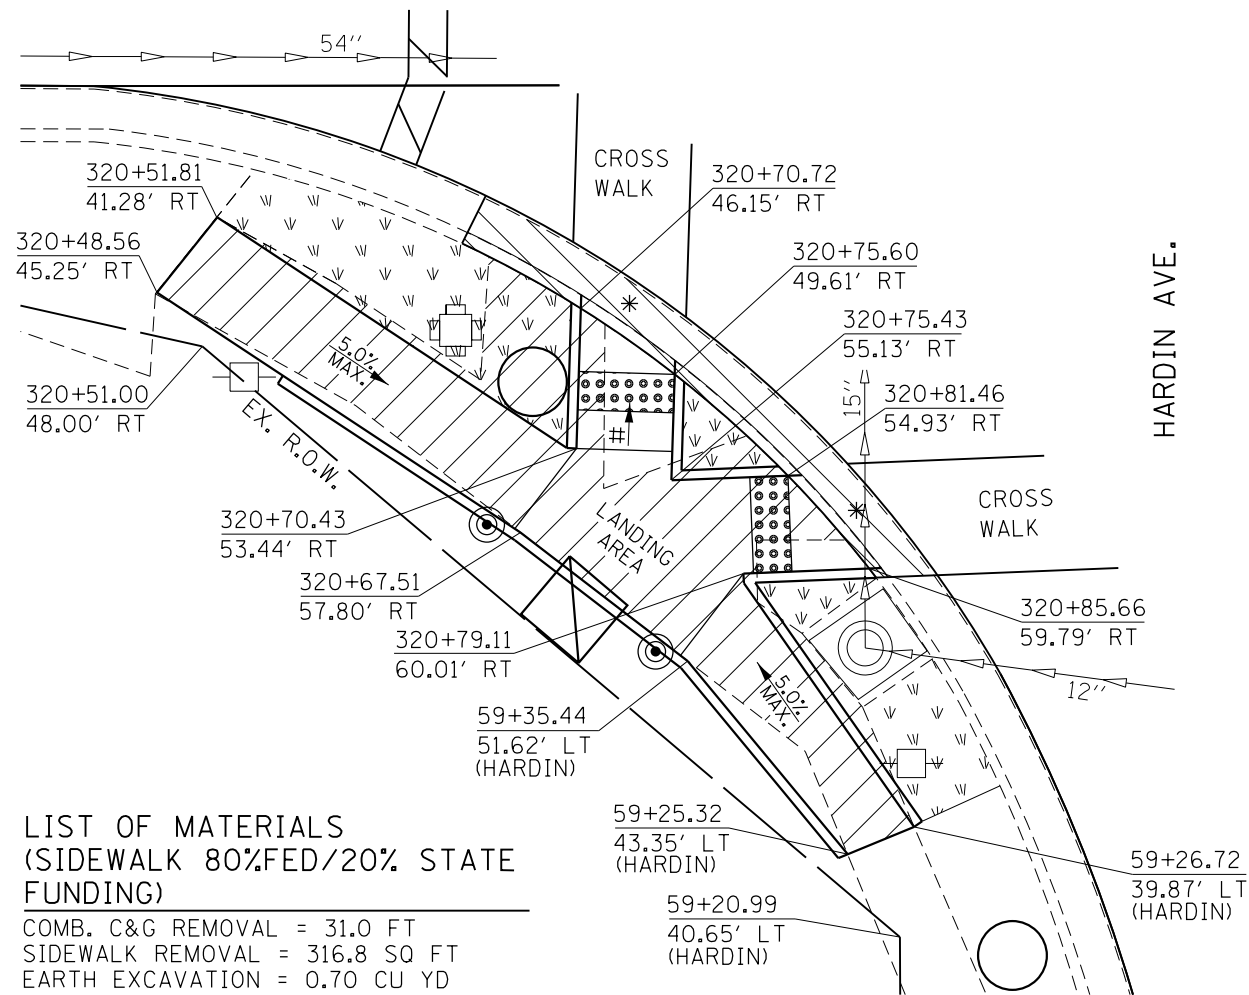 54''
CROSS
WALK
320+51.81
41.28' RT
320+70.72
46.15' RT
320+48.56
45.25' RT
320+75.60
49.61' RT
HARDIN AVE.
320+75.43
55.13' RT
5.0%
MAX.
15''
320+51.00
48.00' RT
320+81.46
54.93' RT
EX. R.O.W.
#
CROSS
WALK
320+70.43
53.44' RT
LANDING
AREA
320+67.51
57.80' RT
320+85.66
59.79' RT
320+79.11
60.01' RT
5.0%
MAX.
12''
59+35.44
51.62' LT
(HARDIN)
59+25.32
43.35' LT
(HARDIN)
59+26.72
39.87' LT
(HARDIN)
59+20.99
40.65' LT
(HARDIN)
LIST OF MATERIALS
(SIDEWALK 80%FED/20% STATE
FUNDING)
COMB. C&G REMOVAL = 31.0 FT
SIDEWALK REMOVAL = 316.8 SQ FT
EARTH EXCAVATION = 0.70 CU YD